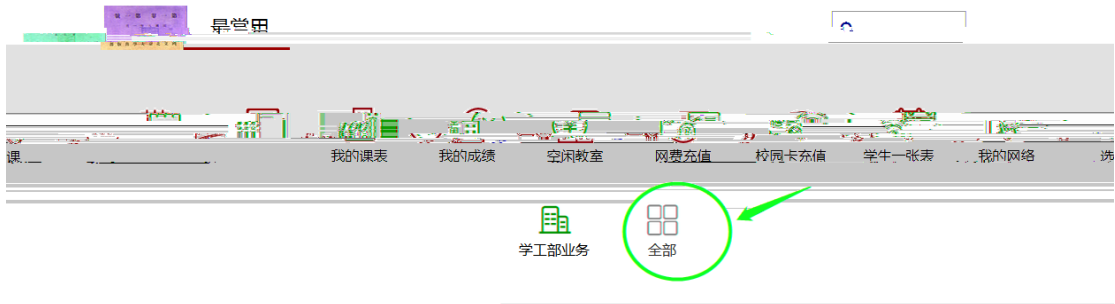 最常用
我的课表 我的成绩 空闲教室 网费充值 校园卡充值 学生一张表 我的网络 选
学工部业务 全部